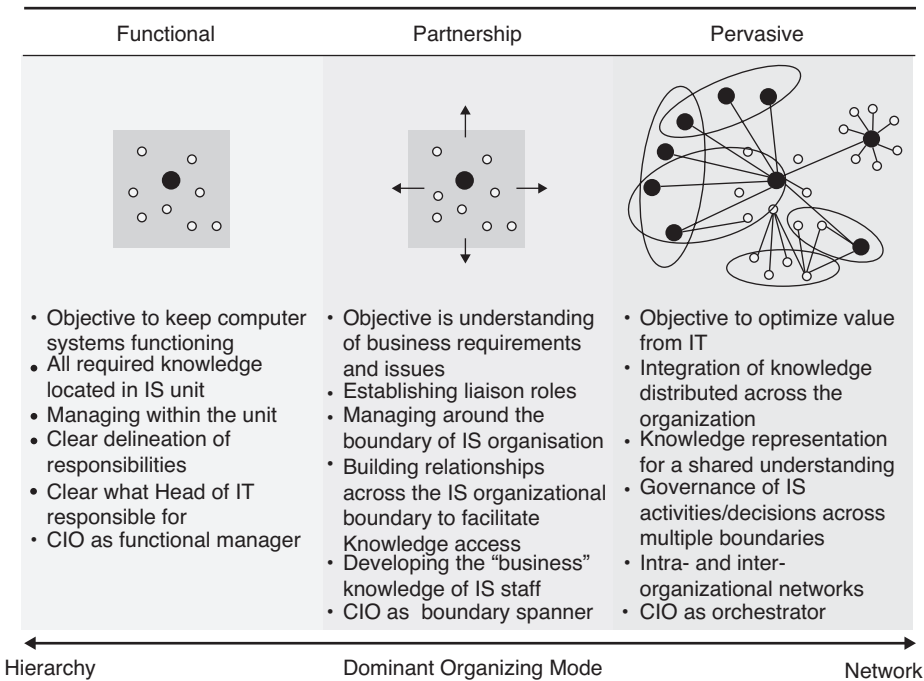 Functional
Partnership
Pervasive
• Objective to keep computer
systems functioning
• All required knowledge
located in IS unit
• Managing within the unit
• Clear delineation of
responsibilities
• Clear what Head of IT
responsible for
• CIO as functional manager
• Objective is understanding
of business requirements
and issues
• Establishing liaison roles
• Managing around the
boundary of IS organisation
• Building relationships
across the IS organizational
boundary to facilitate
Knowledge access
• Developing the “business”
knowledge of IS staff
• CIO as boundary spanner
• Objective to optimize value
from IT
• Integration of knowledge
distributed across the
organization
• Knowledge representation
for a shared understanding
• Governance of IS
activities/decisions across
multiple boundaries
• Intra- and inter-
organizational networks
• CIO as orchestrator
Hierarchy
Dominant Organizing Mode
Network